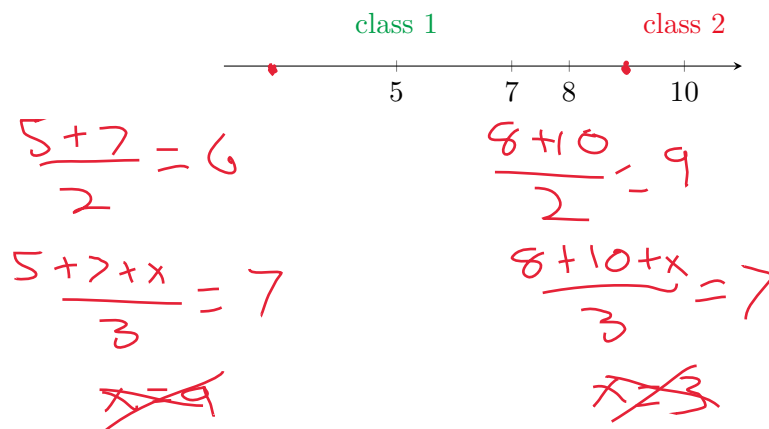 class 1 class 2
5 7 8 10
5+7/2 = 6 8+10/2 = 9
5+7+x/3 = 7 8+10+x/3 = 7
x = 9 x = 3